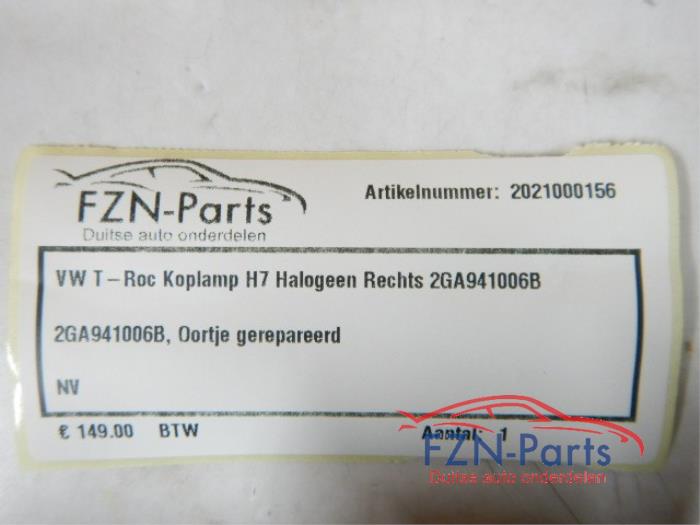 FZN-Parts
Duitse auto onderdelen
Artikelnummer: 2021000156
VW T-Roc Koplamp H7 Halogeen Rechts 2GA941006B
2GA941006B, Oortje gerepareerd
NV
€ 149.00 BTW
Aantal: 1
FZN-Parts
Duitse auto onderdelen